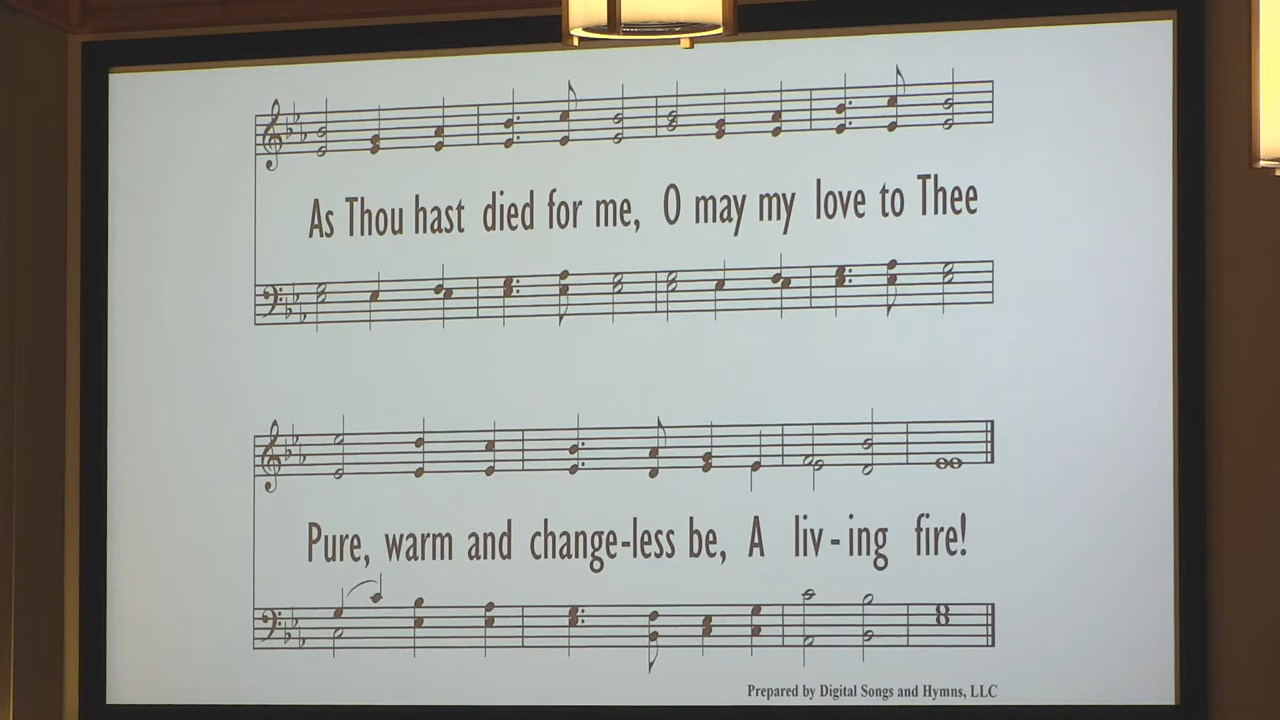 As Thou hast died for me, O may my love to Thee
Pure, warm and change-less be, A liv - ing fire!
Prepared by Digital Songs and Hymns, LLC